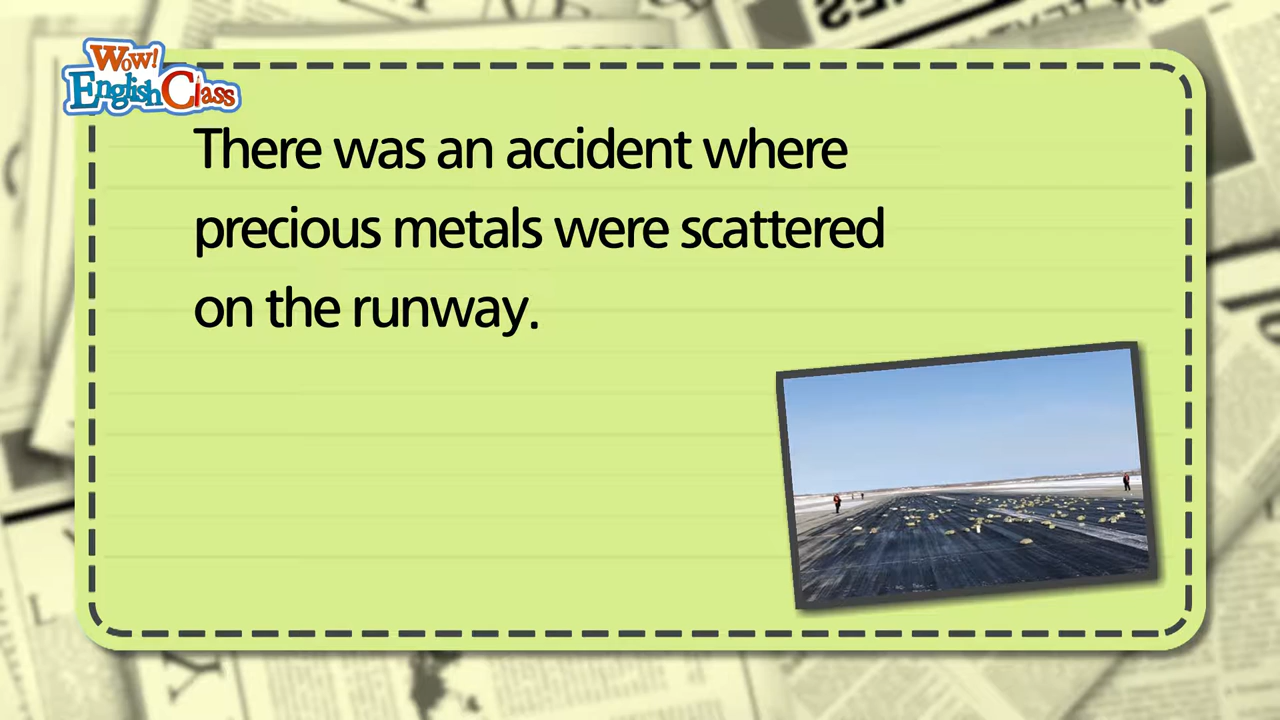 Wow!
English Class
There was an accident where
precious metals were scattered
on the runway.